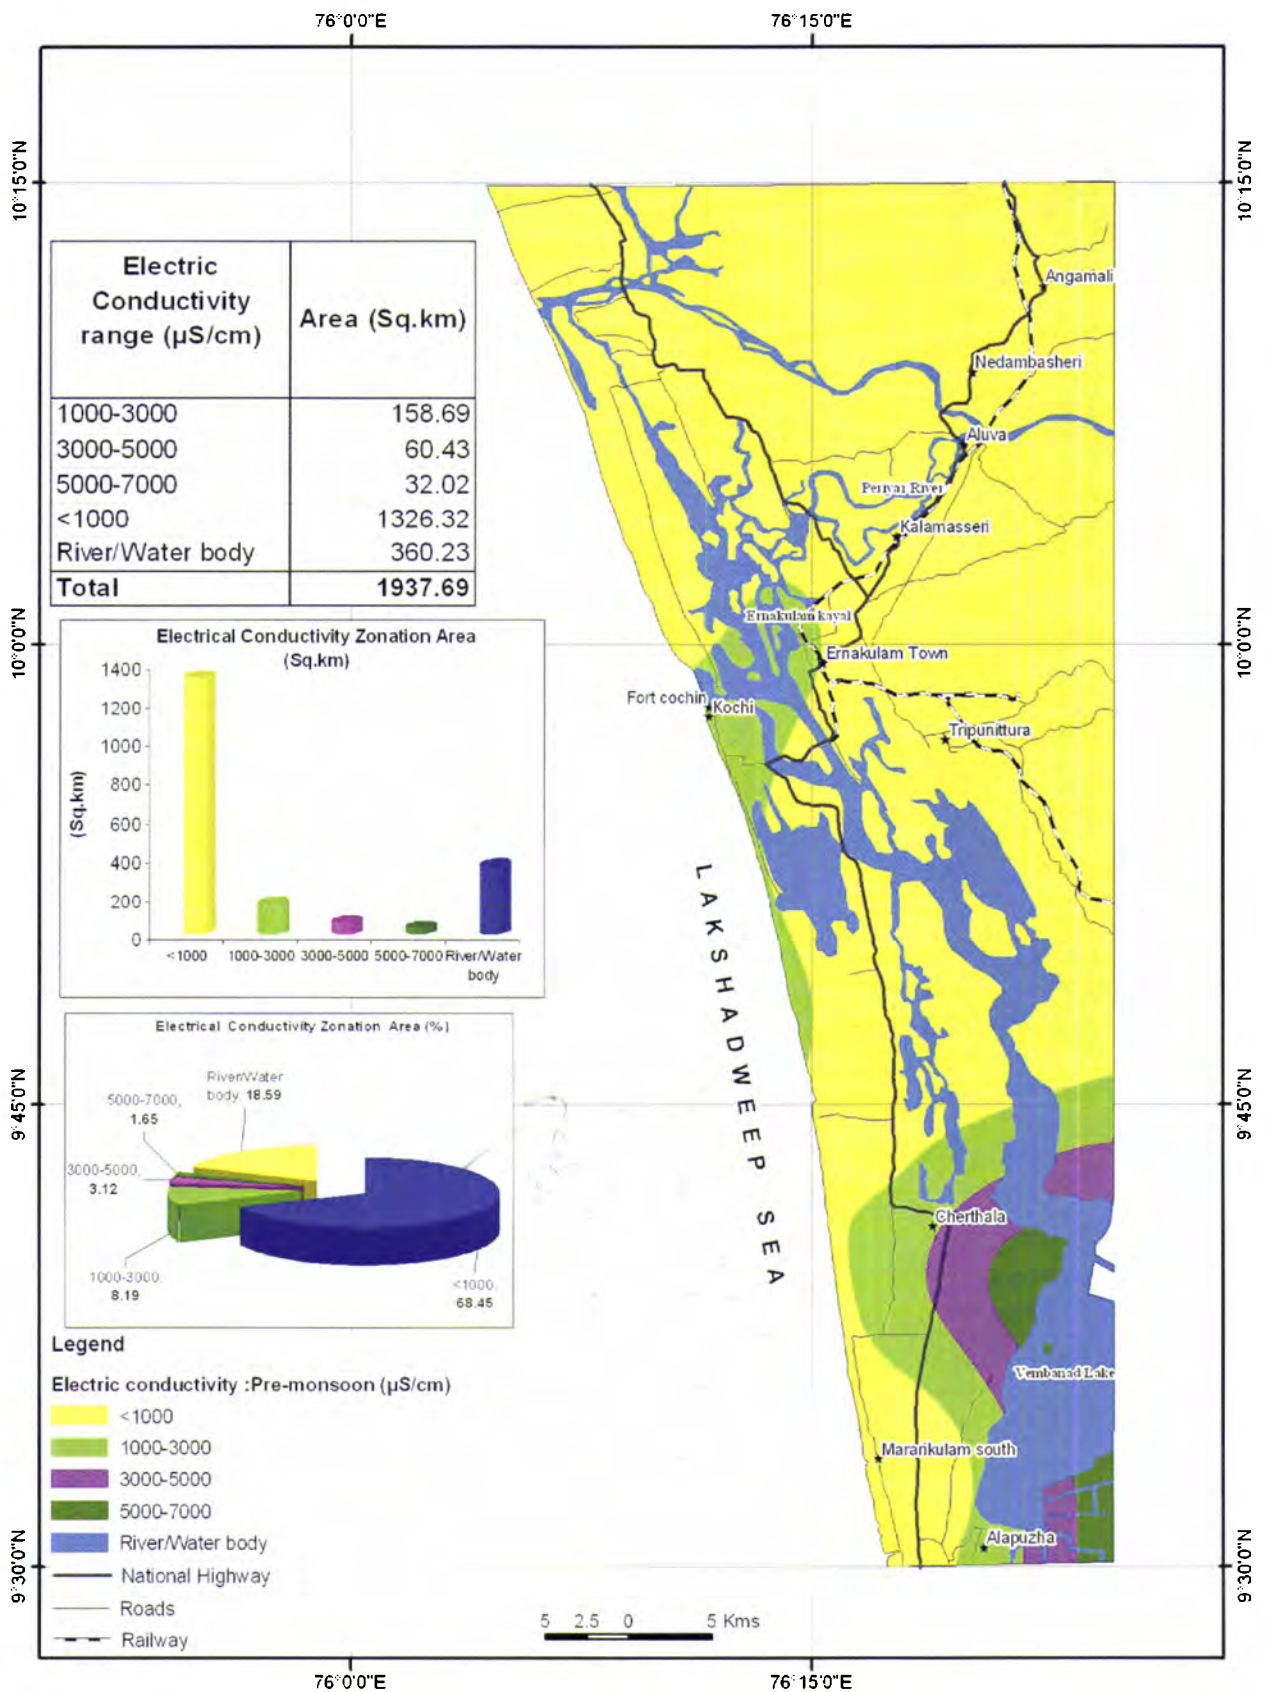 76°0'0"E
76°15'0"E
10°15'0"N
10°15'0"N
Electric
Conductivity
range (µS/cm)
Area (Sq.km)
1000-3000 158.69
3000-5000 60.43
5000-7000 32.02
<1000 1326.32
River/Water body 360.23
Total 1937.69
Angamali
Nedambasheri
Aluva
Periyar River
Kalamasseri
Ernakulam kayal
10°0'0"N
10°0'0"N
Ernakulam Town
Fort cochin
Kochi
Tripunittura
Electrical Conductivity Zonation Area
(Sq.km)
1400
1200
1000
800
600
400
200
0
(Sq.km)
<1000 1000-3000 3000-5000 5000-7000 River/Water
body
LAKSHADWEEP SEA
Electrical Conductivity Zonation Area (%)
River/Water
body, 18.59
5000-7000,
1.65
3000-5000,
3.12
1000-3000,
8.19
<1000,
68.45
9°45'0"N
9°45'0"N
Cherthala
Vembanad Lake
Mararikulam south
Alapuzha
Legend
Electric conductivity :Pre-monsoon (µS/cm)
<1000
1000-3000
3000-5000
5000-7000
River/Water body
National Highway
Roads
Railway
9°30'0"N
9°30'0"N
5 2.5 0 5 Kms
76°0'0"E
76°15'0"E